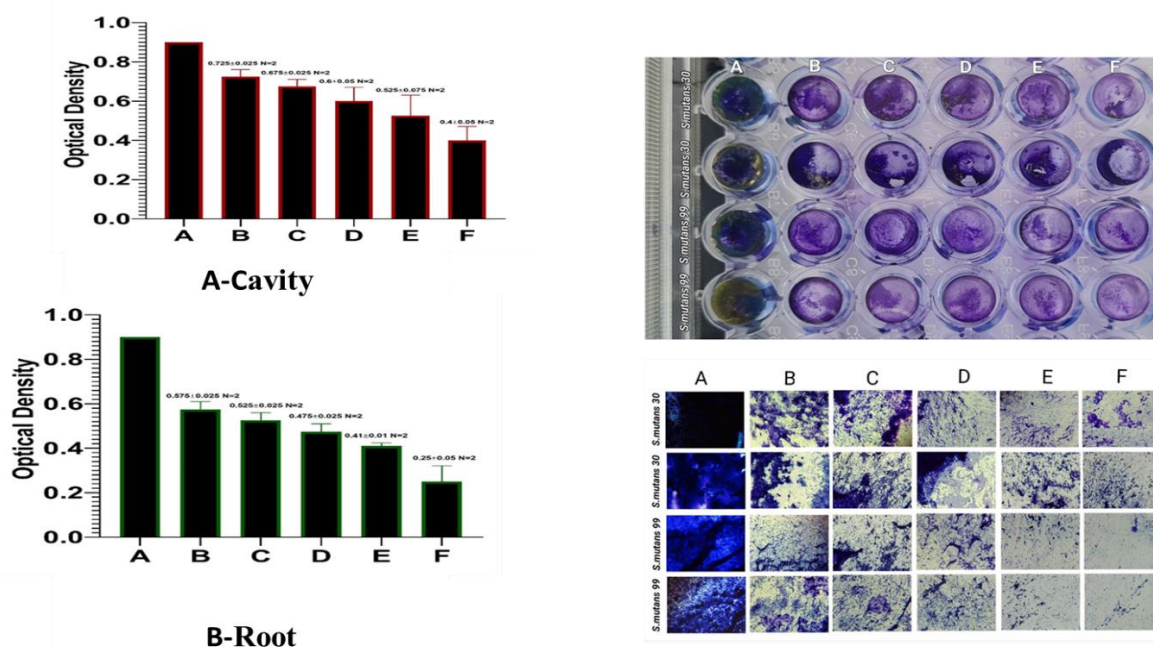 1.0
0.8
0.6
0.4
0.2
0.0
Optical Density
0.725±0.025 N=2
0.675±0.025 N=2
0.6+0.05 N=2
0.525±0.075 N=2
0.4±0.05 N=2
A B C D E F
A-Cavity
1.0
0.8
0.6
0.4
0.2
0.0
Optical Density
0.575±0.025 N=2
0.525±0.025 N=2
0.475±0.025 N=2
0.41±0.01 N=2
0.25+0.05 N=2
A B C D E F
B-Root
A B C D E F
S.mutans 30
S.mutans 30
S.mutans 99
S.mutans 99
A B C D E F
S.mutans 30
S.mutans 30
S.mutans 99
S.mutans 99